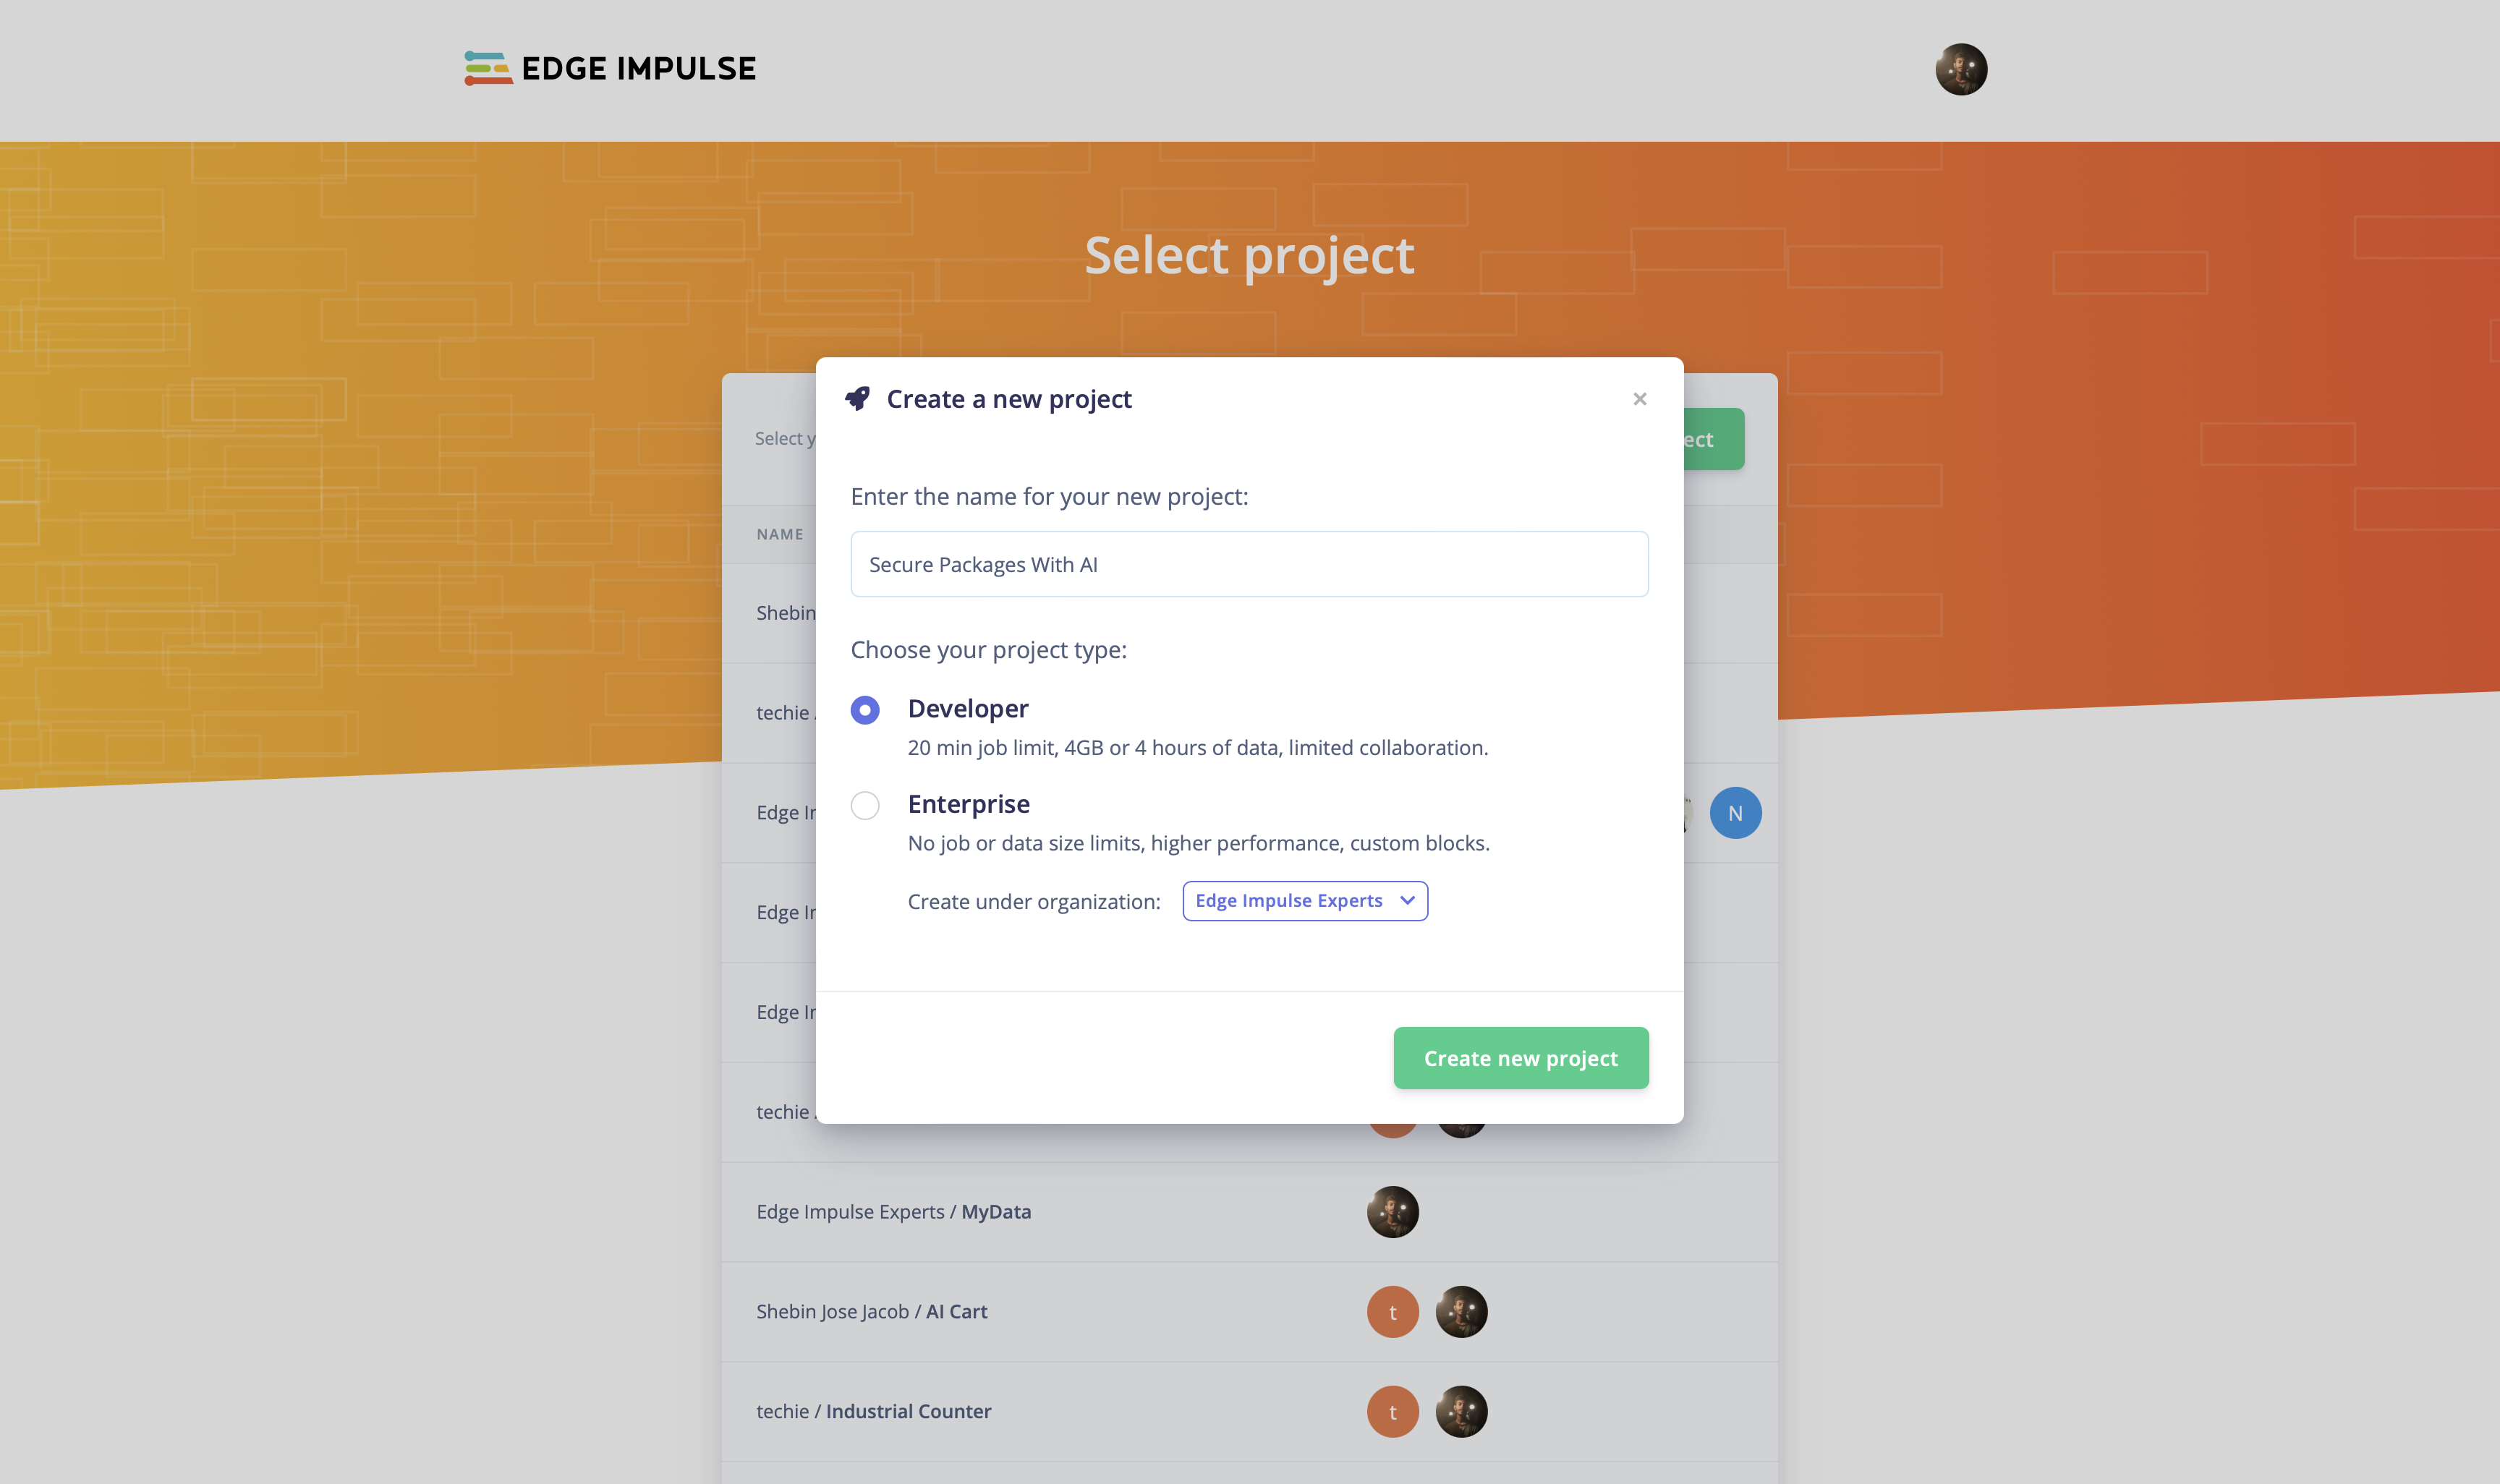 EDGE IMPULSE
Select project
Create a new project
×
Select
ect
Enter the name for your new project:
NAME
Secure Packages With AI
Shebin
Choose your project type:
Developer
techie
20 min job limit, 4GB or 4 hours of data, limited collaboration.
Enterprise
Edge
N
No job or data size limits, higher performance, custom blocks.
Create under organization: Edge Impulse Experts
Edge
Edge
Create new project
techie
Edge Impulse Experts / MyData
Shebin Jose Jacob / AI Cart
t
techie / Industrial Counter
t